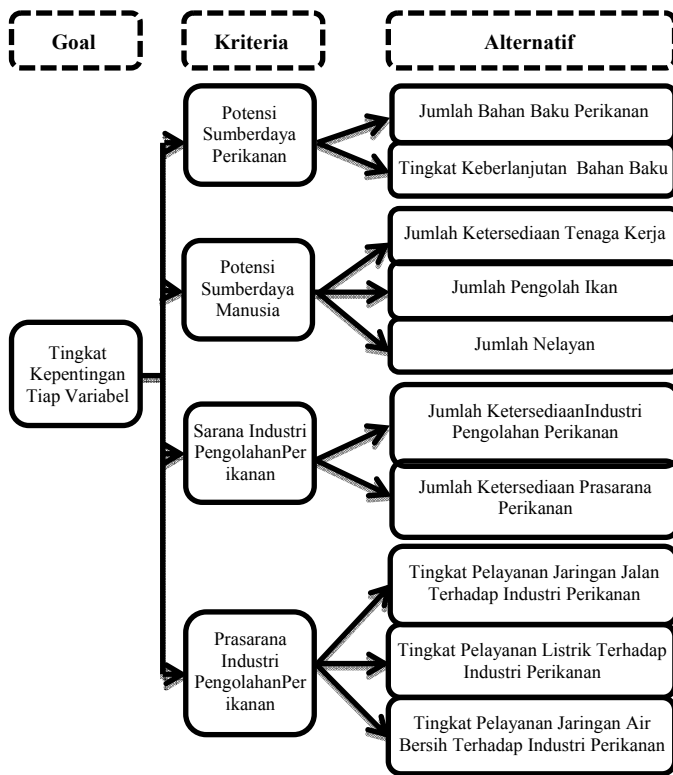 Goal
Kriteria
Alternatif
Tingkat
Kepentingan
Tiap Variabel
Potensi
Sumberdaya
Perikanan
Jumlah Bahan Baku Perikanan
Tingkat Keberlanjutan Bahan Baku
Potensi
Sumberdaya
Manusia
Jumlah Ketersediaan Tenaga Kerja
Jumlah Pengolah Ikan
Jumlah Nelayan
Sarana Industri
PengolahanPer
ikanan
Jumlah KetersediaanIndustri
Pengolahan Perikanan
Jumlah Ketersediaan Prasarana
Perikanan
Prasarana
Industri
PengolahanPer
ikanan
Tingkat Pelayanan Jaringan Jalan
Terhadap Industri Perikanan
Tingkat Pelayanan Listrik Terhadap
Industri Perikanan
Tingkat Pelayanan Jaringan Air
Bersih Terhadap Industri Perikanan